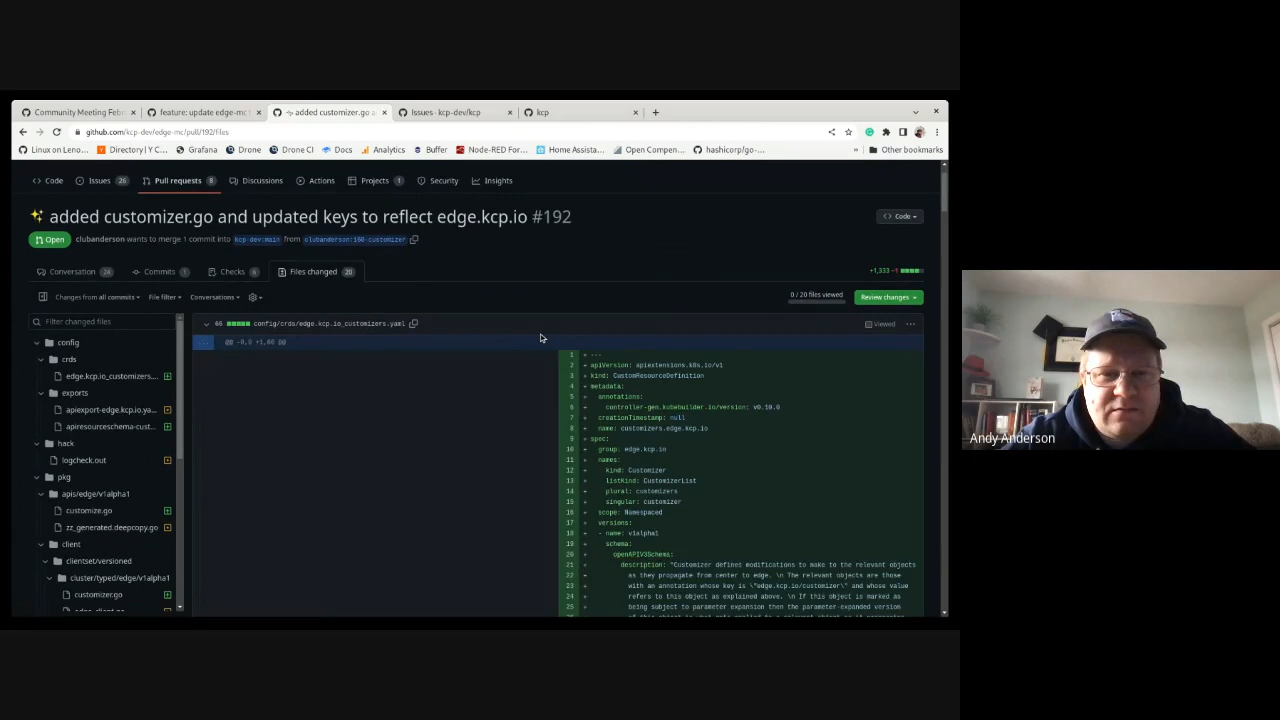 Community Meeting Febr
feature: update edge-mc
added customizer.go a
Issues · kcp-dev/kcp
kcp
github.com/kcp-dev/edge-mc/pull/192/files
Linux on Leno...
Directory | Y C...
Grafana
Drone
Drone CI
Docs
Analytics
Buffer
Node-RED For...
Home Assista...
Open Compen...
hashicorp/go-...
»
Other bookmarks
Code
Issues 26
Pull requests 8
Discussions
Actions
Projects 1
Security
Insights
added customizer.go and updated keys to reflect edge.kcp.io #192
Code
Open
clubanderson wants to merge 1 commit into kcp-dev:main from clubanderson:160-customizer
Conversation 24
Commits 1
Checks 6
Files changed 20
+1,333 −1
Changes from all commits
File filter
Conversations
0 / 20 files viewed
Review changes
Filter changed files
config
crds
edge.kcp.io_customizers....
exports
apiexport-edge.kcp.io.ya...
apiresourceschema-cust...
hack
logcheck.out
pkg
apis/edge/v1alpha1
customize.go
zz_generated.deepcopy.go
client
clientset/versioned
cluster/typed/edge/v1alpha1
customizer.go
edge_client.go
66 config/crds/edge.kcp.io_customizers.yaml
Viewed
...
@@ -0,0 +1,66 @@
1 + ---
2 + apiVersion: apiextensions.k8s.io/v1
3 + kind: CustomResourceDefinition
4 + metadata:
5 + annotations:
6 + controller-gen.kubebuilder.io/version: v0.10.0
7 + creationTimestamp: null
8 + name: customizers.edge.kcp.io
9 + spec:
10 + group: edge.kcp.io
11 + names:
12 + kind: Customizer
13 + listKind: CustomizerList
14 + plural: customizers
15 + singular: customizer
16 + scope: Namespaced
17 + versions:
18 + - name: v1alpha1
19 + schema:
20 + openAPIV3Schema:
21 + description: "Customizer defines modifications to make to the relevant objects
22 + as they propagate from center to edge. \n The relevant objects are those
23 + with an annotation whose key is \"edge.kcp.io/customizer\" and whose value
24 + refers to this object as explained above. \n If this object is marked as
25 + being subject to parameter expansion then the parameter-expanded version
Andy Anderson